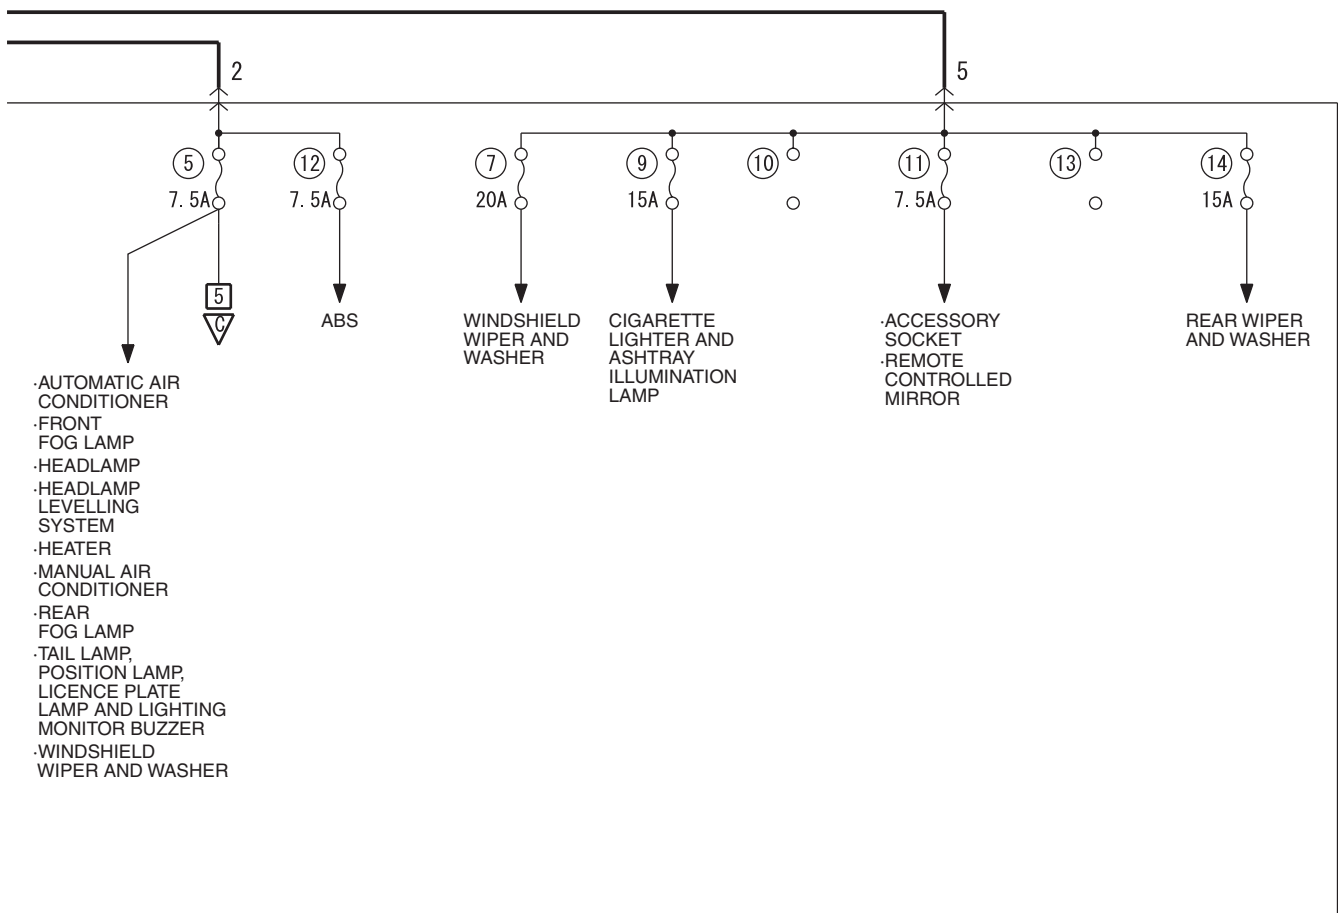 2
5
5
12
7
9
10
11
13
14
7.5A
7.5A
20A
15A
7.5A
15A
5
C
ABS
WINDSHIELD
WIPER AND
WASHER
CIGARETTE
LIGHTER AND
ASHTRAY
ILLUMINATION
LAMP
·ACCESSORY
SOCKET
·REMOTE
CONTROLLED
MIRROR
REAR WIPER
AND WASHER
·AUTOMATIC AIR
CONDITIONER
·FRONT
FOG LAMP
·HEADLAMP
·HEADLAMP
LEVELLING
SYSTEM
·HEATER
·MANUAL AIR
CONDITIONER
·REAR
FOG LAMP
·TAIL LAMP,
POSITION LAMP,
LICENCE PLATE
LAMP AND LIGHTING
MONITOR BUZZER
·WINDSHIELD
WIPER AND WASHER